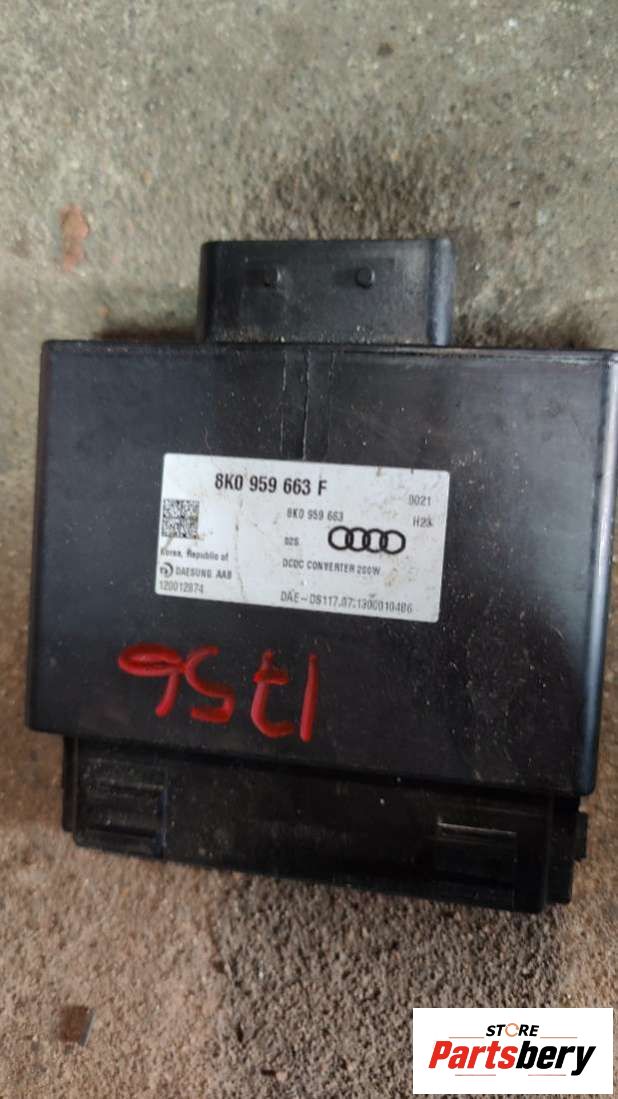 8K0 959 663 F
0021
8K0 959 663
H23
02S
Korea, Republic of
DCDC CONVERTER 200W
DAESUNG AAB
120012874
DAE-DS117.07.1300010486
1756
STORE
Partsbery